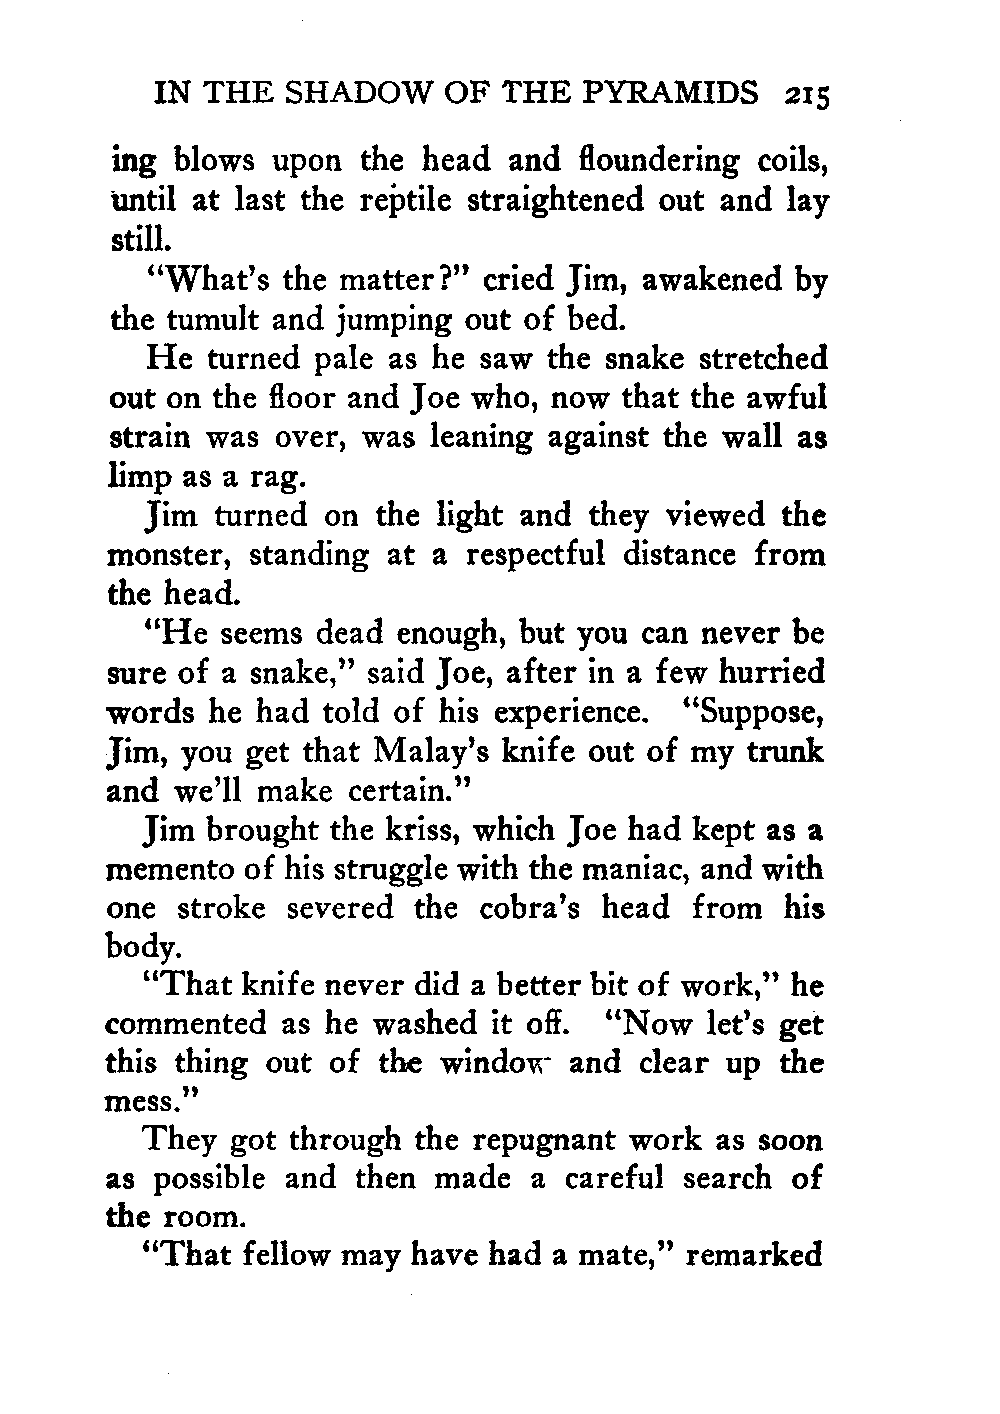 IN THE SHADOW OF THE PYRAMIDS 215
ing blows upon the head and floundering coils,
until at last the reptile straightened out and lay
still.
"What's the matter?" cried Jim, awakened by
the tumult and jumping out of bed.
He turned pale as he saw the snake stretched
out on the floor and Joe who, now that the awful
strain was over, was leaning against the wall as
limp as a rag.
Jim turned on the light and they viewed the
monster, standing at a respectful distance from
the head.
"He seems dead enough, but you can never be
sure of a snake," said Joe, after in a few hurried
words he had told of his experience. "Suppose,
Jim, you get that Malay's knife out of my trunk
and we'll make certain."
Jim brought the kriss, which Joe had kept as a
memento of his struggle with the maniac, and with
one stroke severed the cobra's head from his
body.
"That knife never did a better bit of work," he
commented as he washed it off. "Now let's get
this thing out of the window and clear up the
mess."
They got through the repugnant work as soon
as possible and then made a careful search of
the room.
"That fellow may have had a mate," remarked